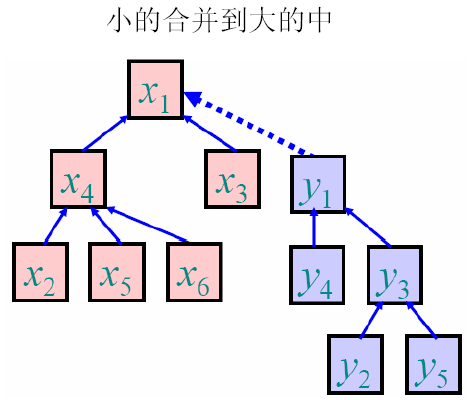 小的合并到大的中
x₁
x₄ x₃ y₁
x₂ x₅ x₆ y₄ y₃
y₂ y₅